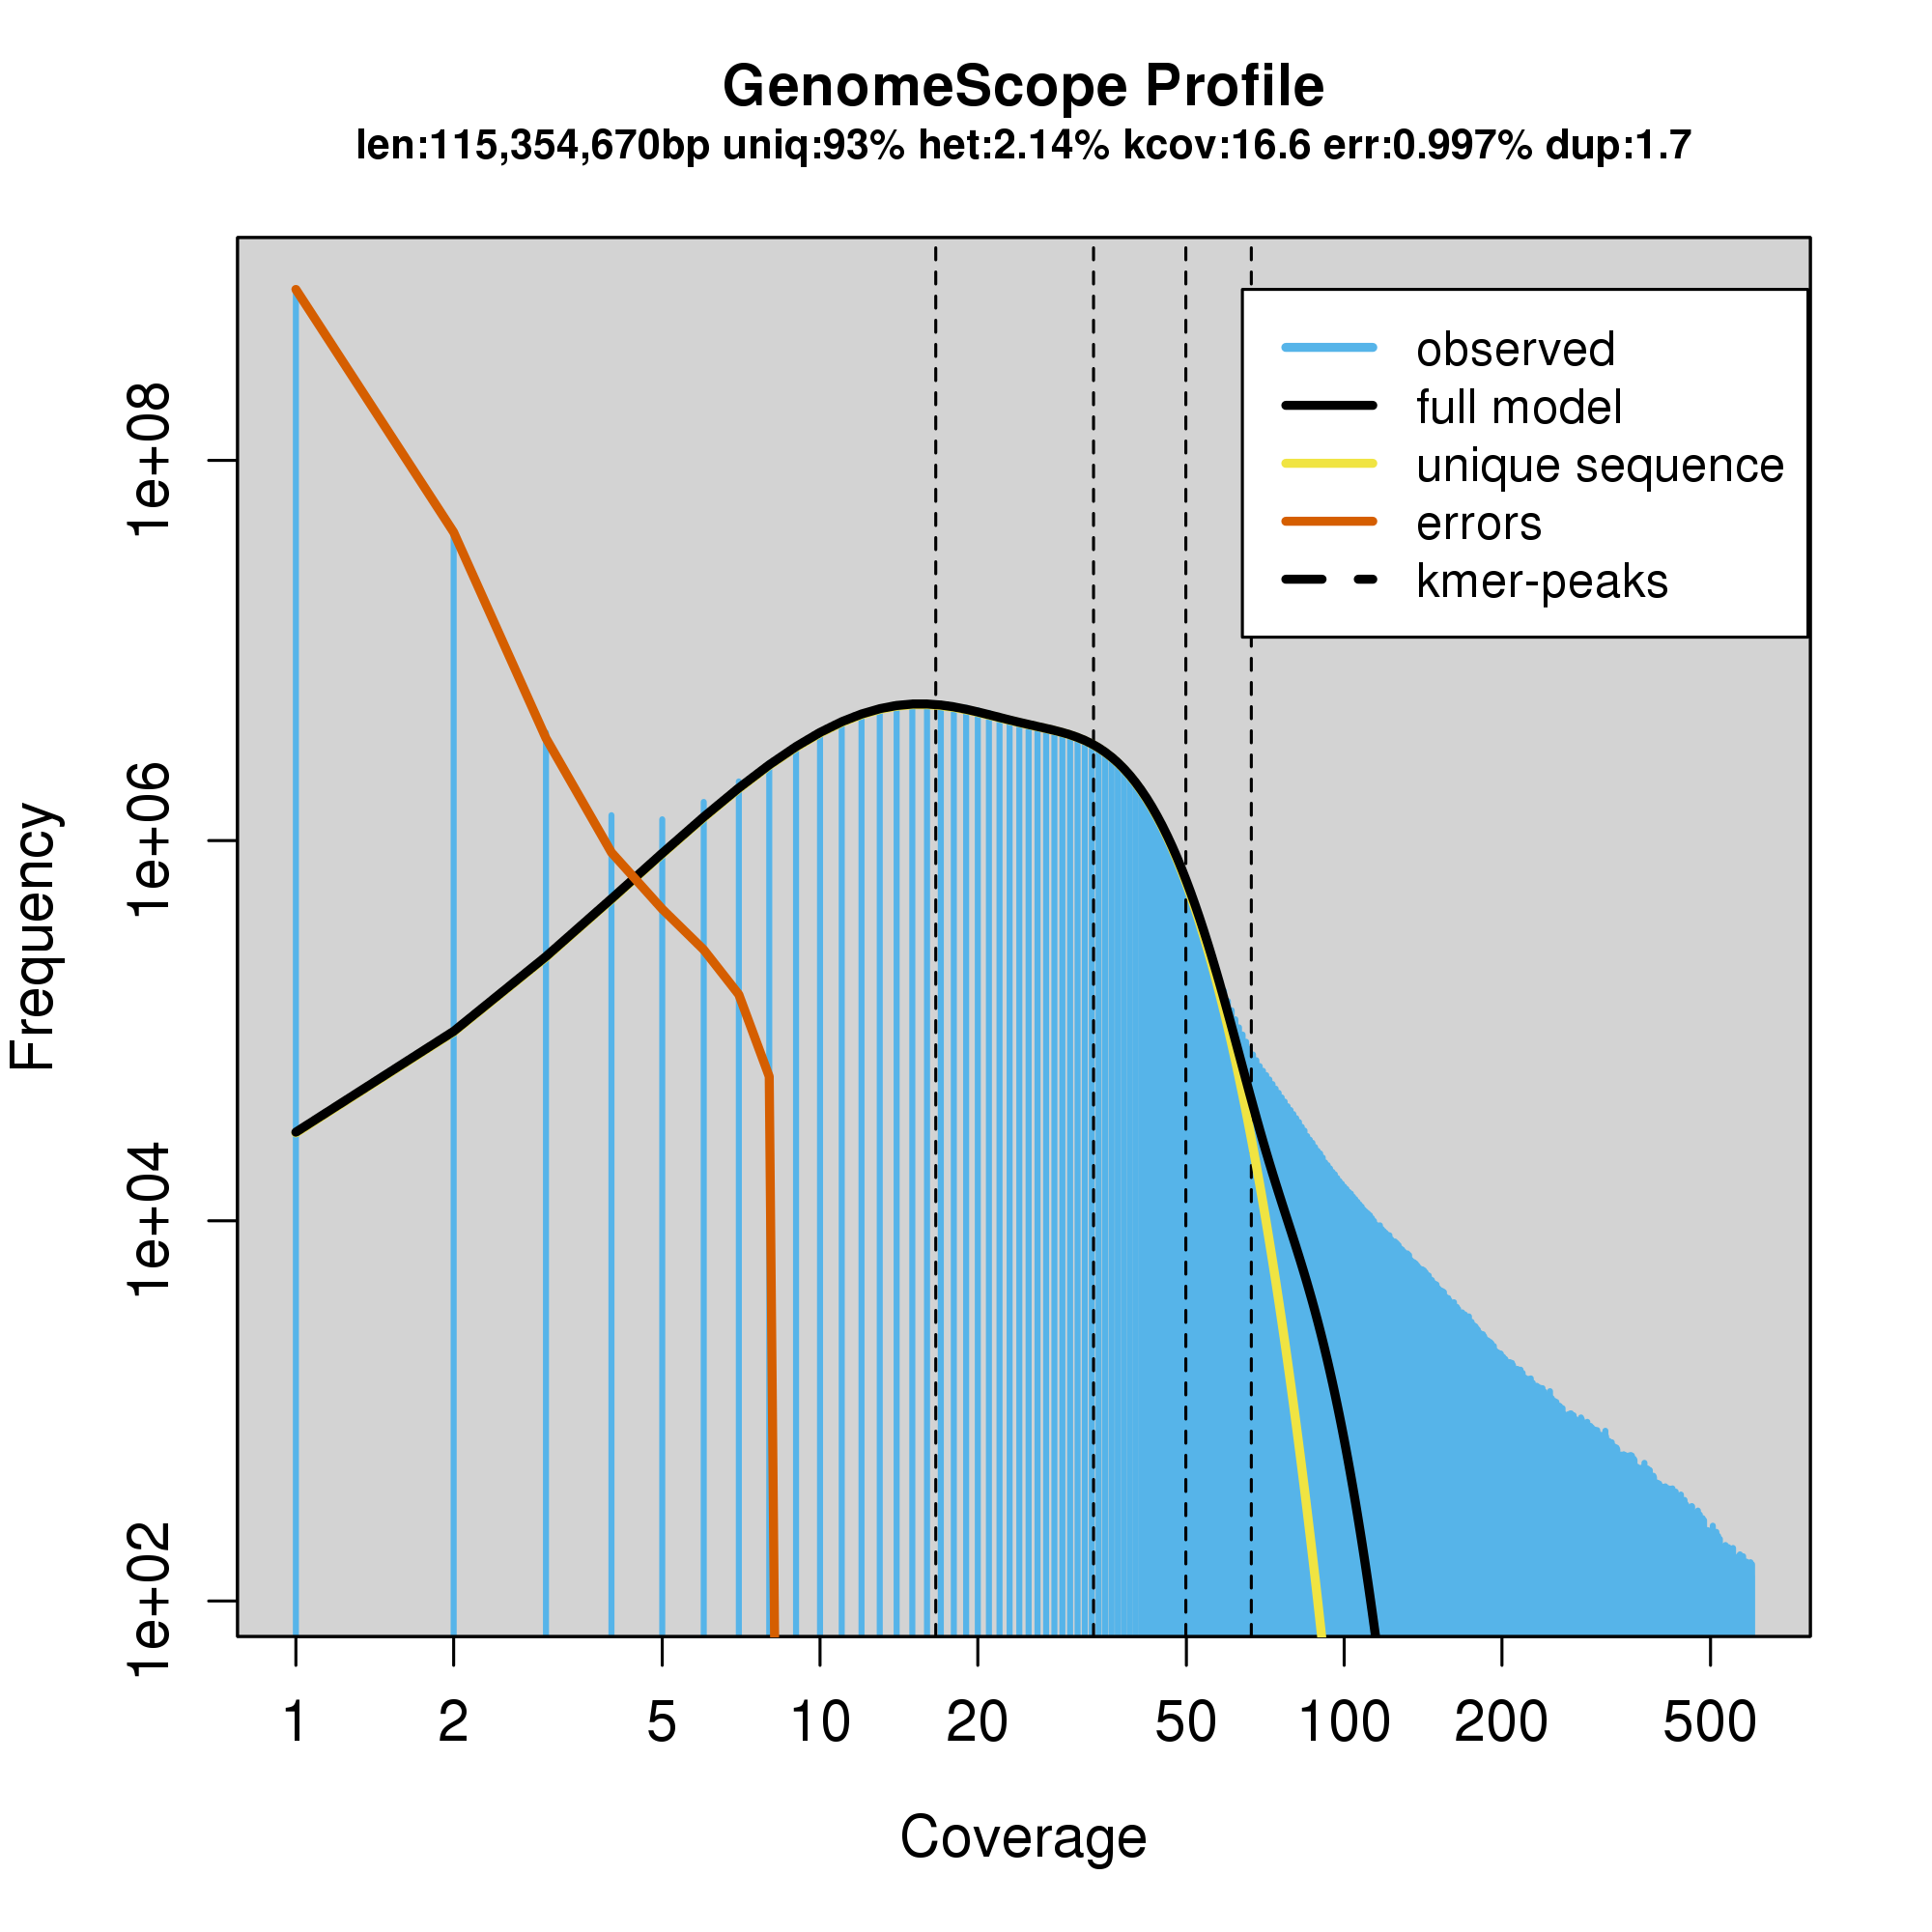 GenomeScope Profile
len:115,354,670bp uniq:93% het:2.14% kcov:16.6 err:0.997% dup:1.7
observed
full model
unique sequence
errors
kmer-peaks
Frequency
1e+08
1e+06
1e+04
1e+02
1 2 5 10 20 50 100 200 500
Coverage